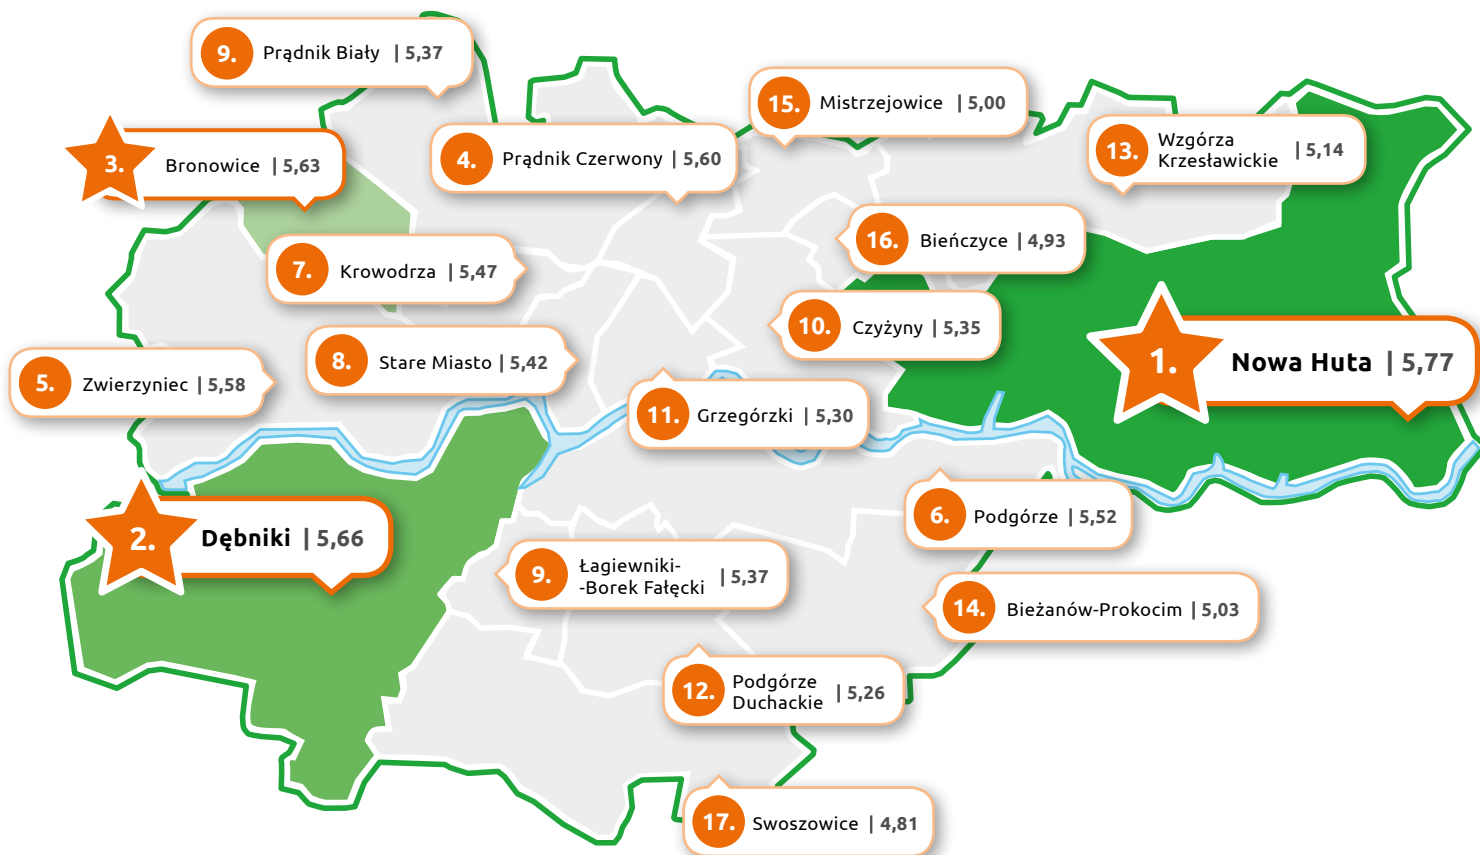 9. Prądnik Biały | 5,37
15. Mistrzejowice | 5,00
3. Bronowice | 5,63
4. Prądnik Czerwony | 5,60
13. Wzgórza
Krzesławickie | 5,14
16. Bieńczyce | 4,93
7. Krowodrza | 5,47
10. Czyżyny | 5,35
1. Nowa Huta | 5,77
8. Stare Miasto | 5,42
5. Zwierzyniec | 5,58
11. Grzegórzki | 5,30
6. Podgórze | 5,52
2. Dębniki | 5,66
9. Łagiewniki-
-Borek Fałęcki | 5,37
14. Bieżanów-Prokocim | 5,03
12. Podgórze
Duchackie | 5,26
17. Swoszowice | 4,81